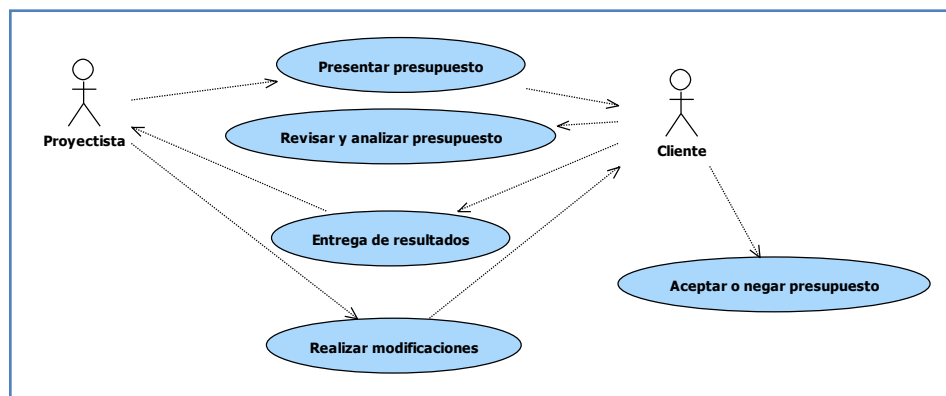 Presentar presupuesto
Proyectista
Revisar y analizar presupuesto
Cliente
Entrega de resultados
Aceptar o negar presupuesto
Realizar modificaciones